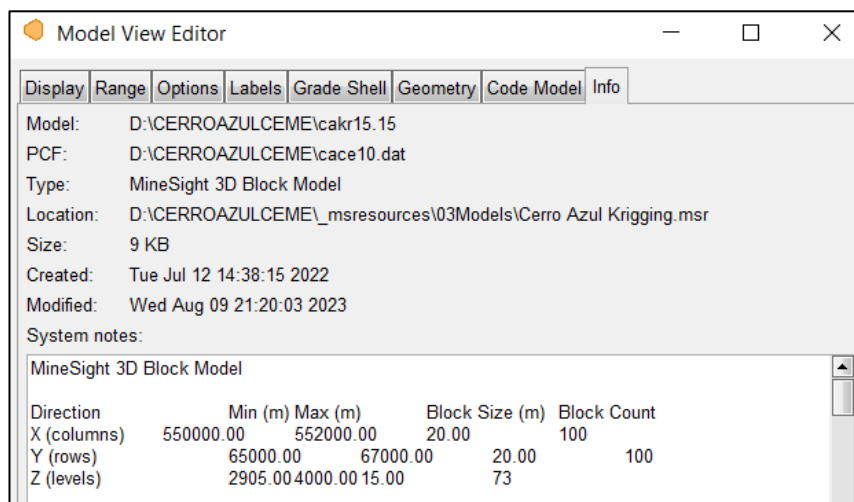 Model View Editor
Display Range Options Labels Grade Shell Geometry Code Model Info
Model: D:\CERROAZULCEME\cakr15.15
PCF: D:\CERROAZULCEME\cace10.dat
Type: MineSight 3D Block Model
Location: D:\CERROAZULCEME\_msresources\03Models\Cerro Azul Krigging.msr
Size: 9 KB
Created: Tue Jul 12 14:38:15 2022
Modified: Wed Aug 09 21:20:03 2023
System notes:
MineSight 3D Block Model
Direction Min (m) Max (m) Block Size (m) Block Count
X (columns) 550000.00 552000.00 20.00 100
Y (rows) 65000.00 67000.00 20.00 100
Z (levels) 2905.00 4000.00 15.00 73